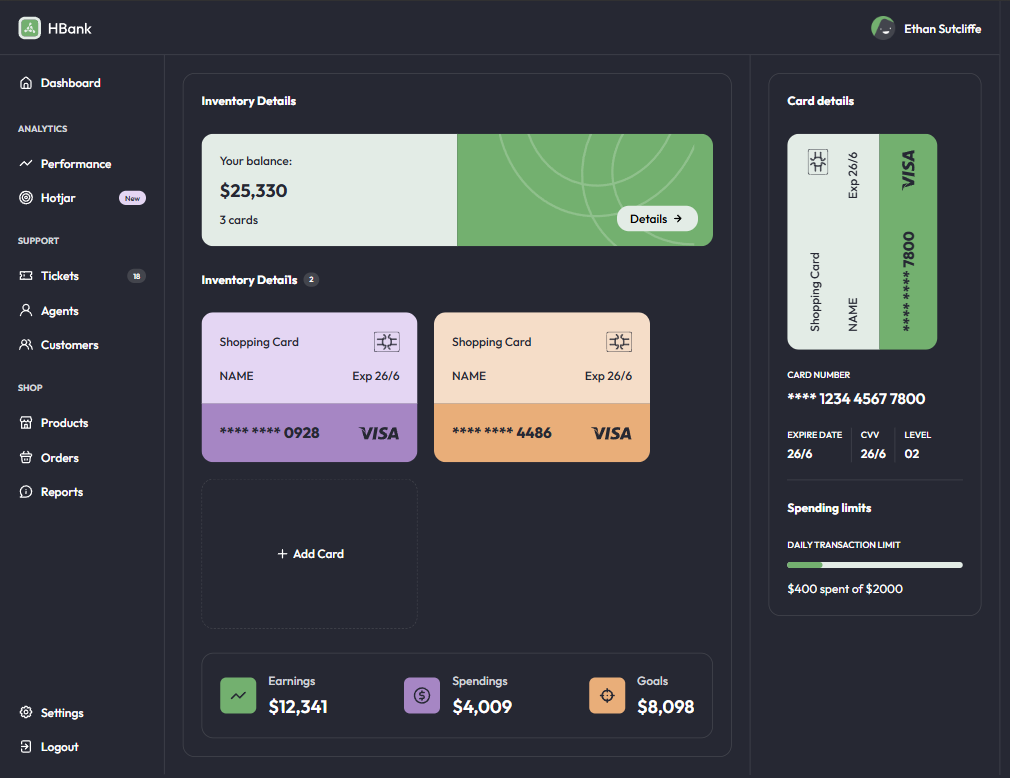 HBank
Ethan Sutcliffe
Dashboard
ANALYTICS
Performance
Hotjar New
SUPPORT
Tickets 18
Agents
Customers
SHOP
Products
Orders
Reports
Settings
Logout
Inventory Details
Your balance:
$25,330
3 cards
Details
Inventory Details 2
Shopping Card
NAME Exp 26/6
**** **** 0928 VISA
Shopping Card
NAME Exp 26/6
**** **** 4486 VISA
+ Add Card
Earnings
$12,341
Spendings
$4,009
Goals
$8,098
Card details
Shopping Card
NAME Exp 26/6
**** **** 7800 VISA
CARD NUMBER
**** 1234 4567 7800
EXPIRE DATE CVV LEVEL
26/6 26/6 02
Spending limits
DAILY TRANSACTION LIMIT
$400 spent of $2000